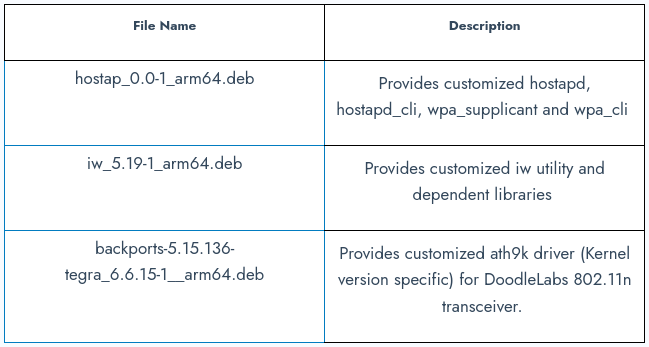 File Name
Description
hostap_0.0-1_arm64.deb
Provides customized hostapd,
hostapd_cli, wpa_supplicant and wpa_cli
iw_5.19-1_arm64.deb
Provides customized iw utility and
dependent libraries
backports-5.15.136-
tegra_6.6.15-1__arm64.deb
Provides customized ath9k driver (Kernel
version specific) for DoodleLabs 802.11n
transceiver.